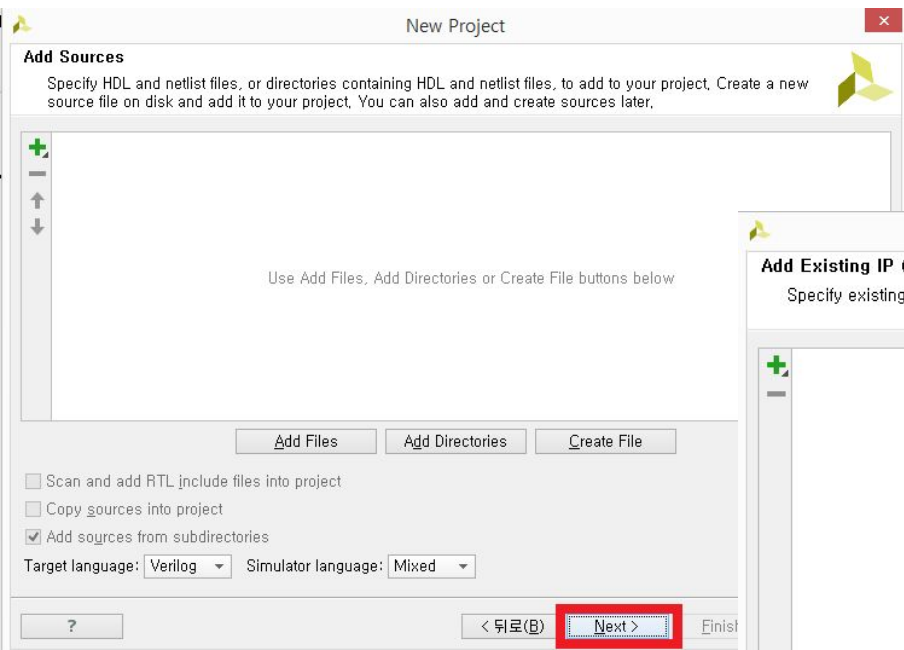 New Project
Add Sources
Specify HDL and netlist files, or directories containing HDL and netlist files, to add to your project, Create a new
source file on disk and add it to your project, You can also add and create sources later,
Use Add Files, Add Directories or Create File buttons below
Add Existing IP (
Specify existing
Add Files
Add Directories
Create File
Scan and add RTL include files into project
Copy sources into project
Add sources from subdirectories
Target language: Verilog Simulator language: Mixed
?
< 뒤로(B)
Next >
Finish